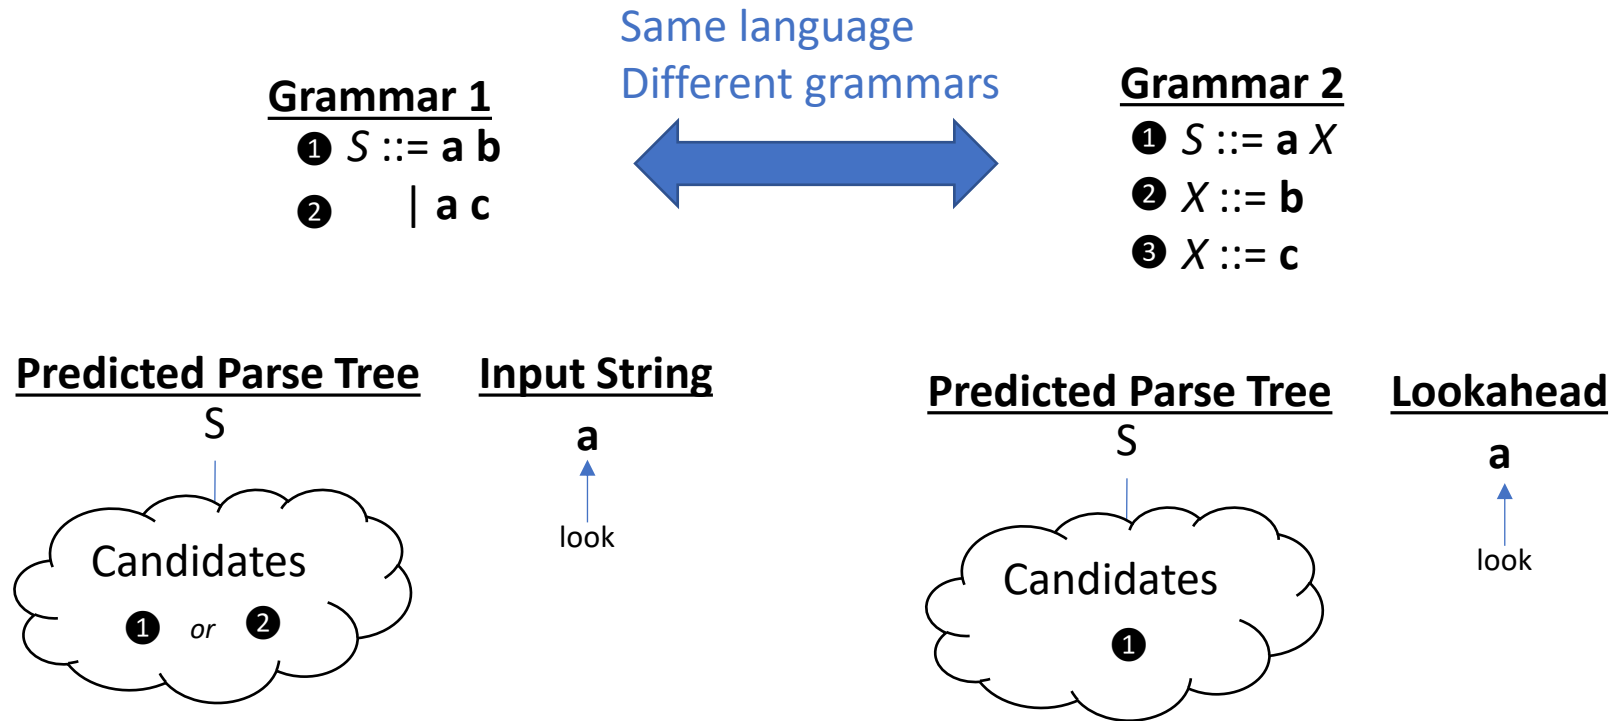 Same language
Different grammars
Grammar 1
❶ S ::= a b
❷ | a c
Grammar 2
❶ S ::= a X
❷ X ::= b
❸ X ::= c
Predicted Parse Tree
S
Candidates
❶ or ❷
Input String
a
look
Predicted Parse Tree
S
Candidates
❶
Lookahead
a
look